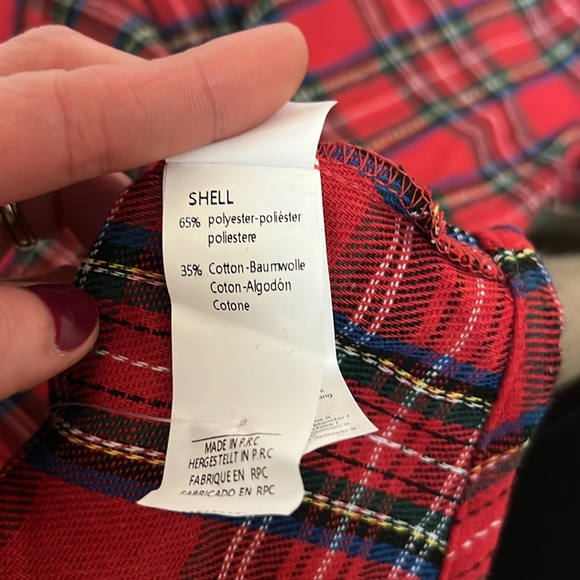 SHELL
65% polyester-poliéster
poliestere
35% Cotton-Baumwolle
Coton-Algodón
Cotone
MADE IN P.R.C
HERGESTELLT IN P.R.C
FABRIQUE EN RPC
FABRICADO EN RPC